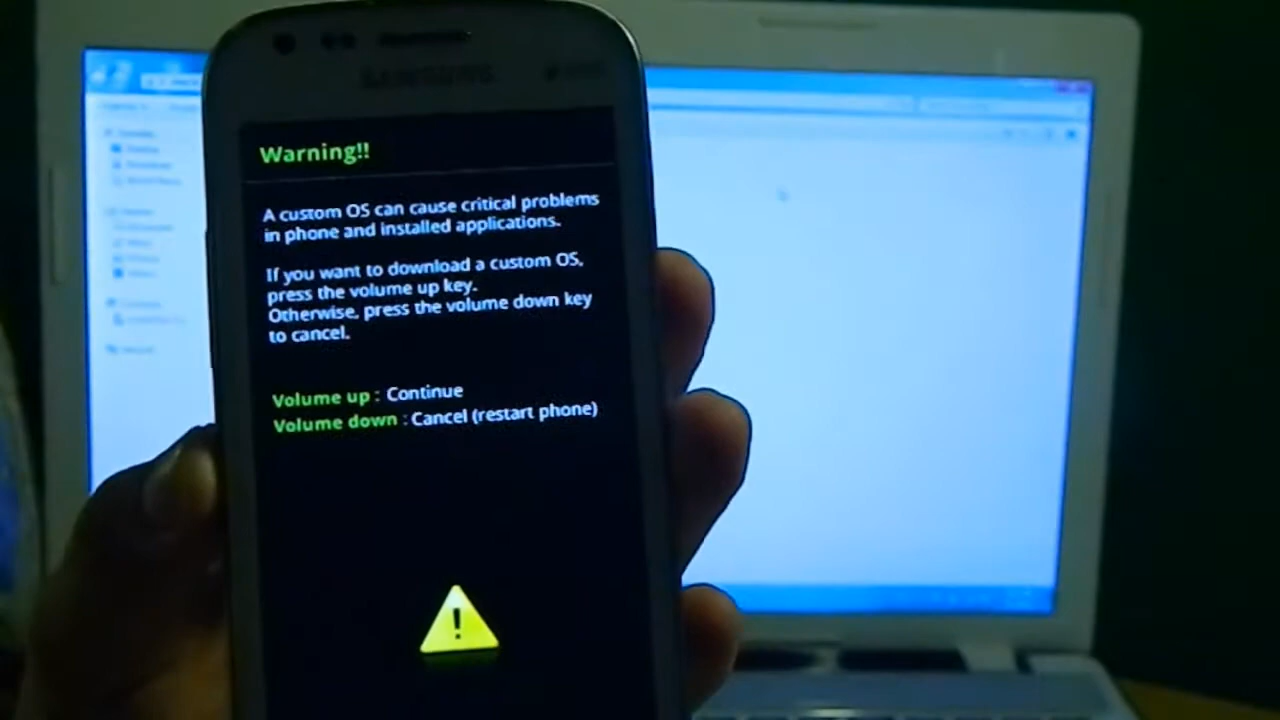 SAMSUNG
Warning!!
A custom OS can cause critical problems
in phone and installed applications.
If you want to download a custom OS,
press the volume up key.
Otherwise, press the volume down key
to cancel.
Volume up : Continue
Volume down : Cancel (restart phone)